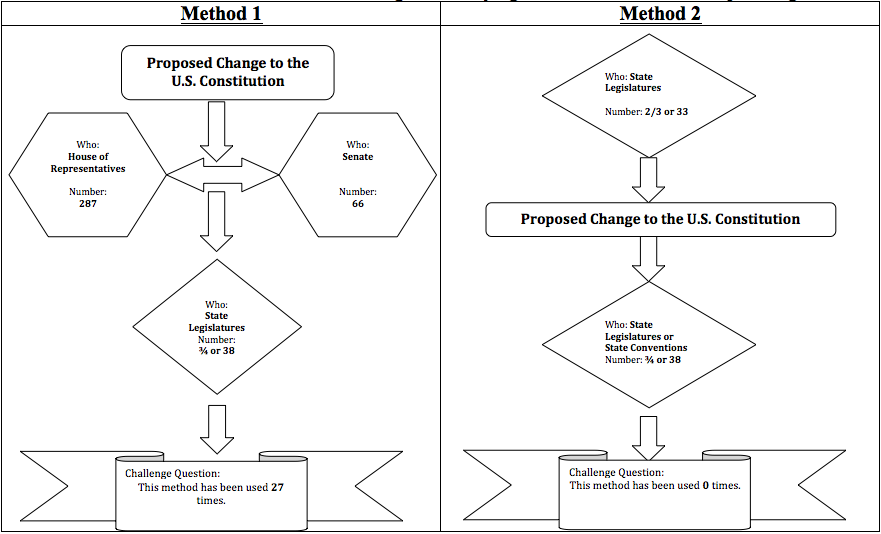 Method 1
Proposed Change to the
U.S. Constitution
Who:
House of
Representatives
Number:
287
Who:
Senate
Number:
66
Who:
State
Legislatures
Number:
¾ or 38
Challenge Question:
This method has been used 27
times.
Method 2
Who: State
Legislatures
Number: 2/3 or 33
Proposed Change to the U.S. Constitution
Who: State
Legislatures or
State Conventions
Number: ¾ or 38
Challenge Question:
This method has been used 0 times.